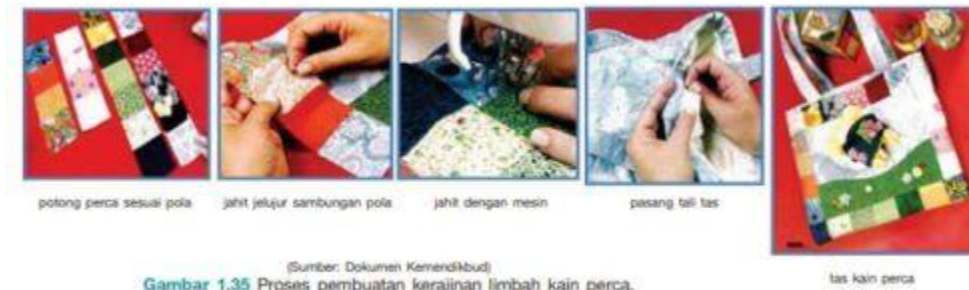 potong perca sesuai pola
jahit jelujur sambungan pola
jahit dengan mesin
pasang tali tas
tas kain perca
(Sumber: Dokumen Kemendikbud)
Gambar 1.35 Proses pembuatan kerajinan limbah kain perca.